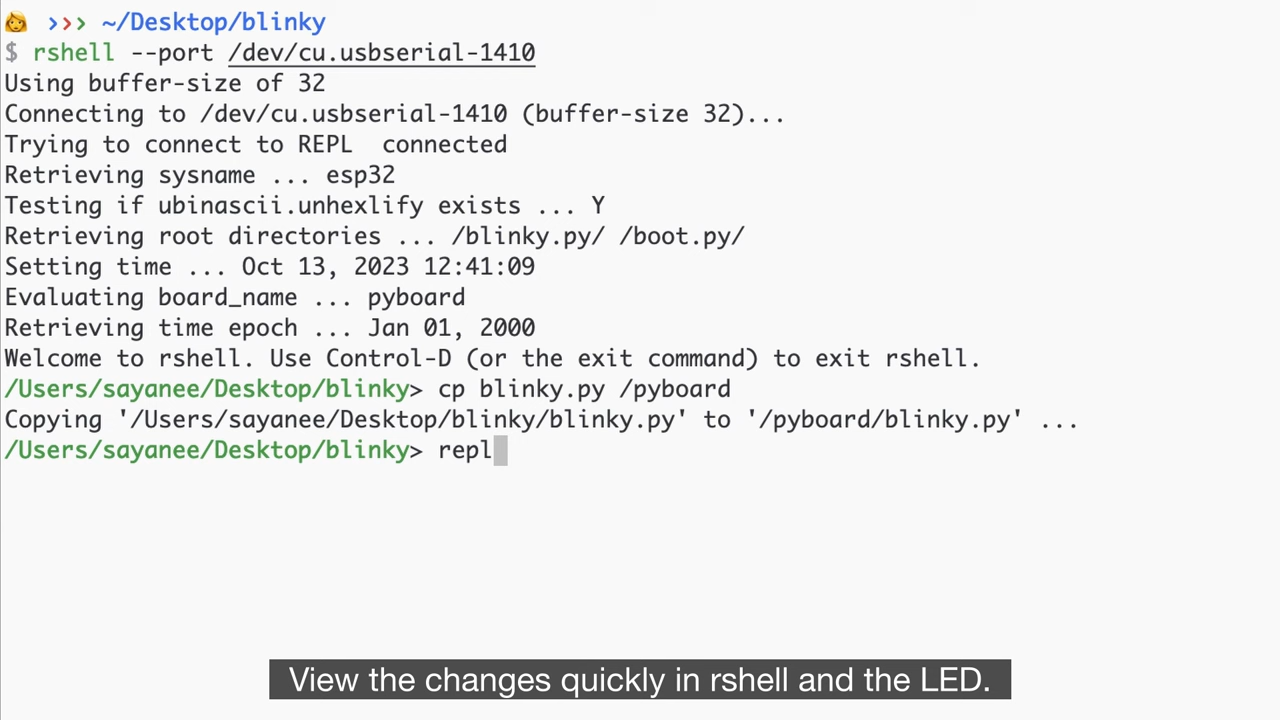 ❯❯❯ ~/Desktop/blinky
$ rshell --port /dev/cu.usbserial-1410
Using buffer-size of 32
Connecting to /dev/cu.usbserial-1410 (buffer-size 32)...
Trying to connect to REPL  connected
Retrieving sysname ... esp32
Testing if ubinascii.unhexlify exists ... Y
Retrieving root directories ... /blinky.py/ /boot.py/
Setting time ... Oct 13, 2023 12:41:09
Evaluating board_name ... pyboard
Retrieving time epoch ... Jan 01, 2000
Welcome to rshell. Use Control-D (or the exit command) to exit rshell.
/Users/sayanee/Desktop/blinky> cp blinky.py /pyboard
Copying '/Users/sayanee/Desktop/blinky/blinky.py' to '/pyboard/blinky.py' ...
/Users/sayanee/Desktop/blinky> repl
View the changes quickly in rshell and the LED.